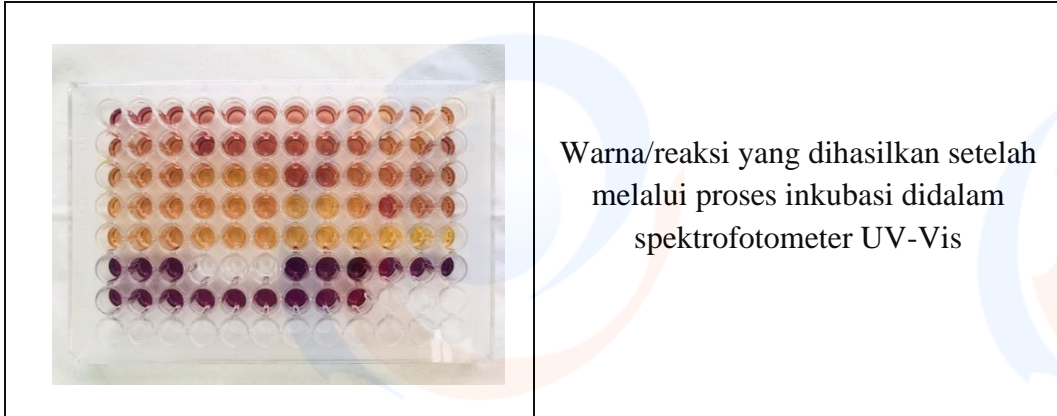 Warna/reaksi yang dihasilkan setelah
melalui proses inkubasi didalam
spektrofotometer UV-Vis